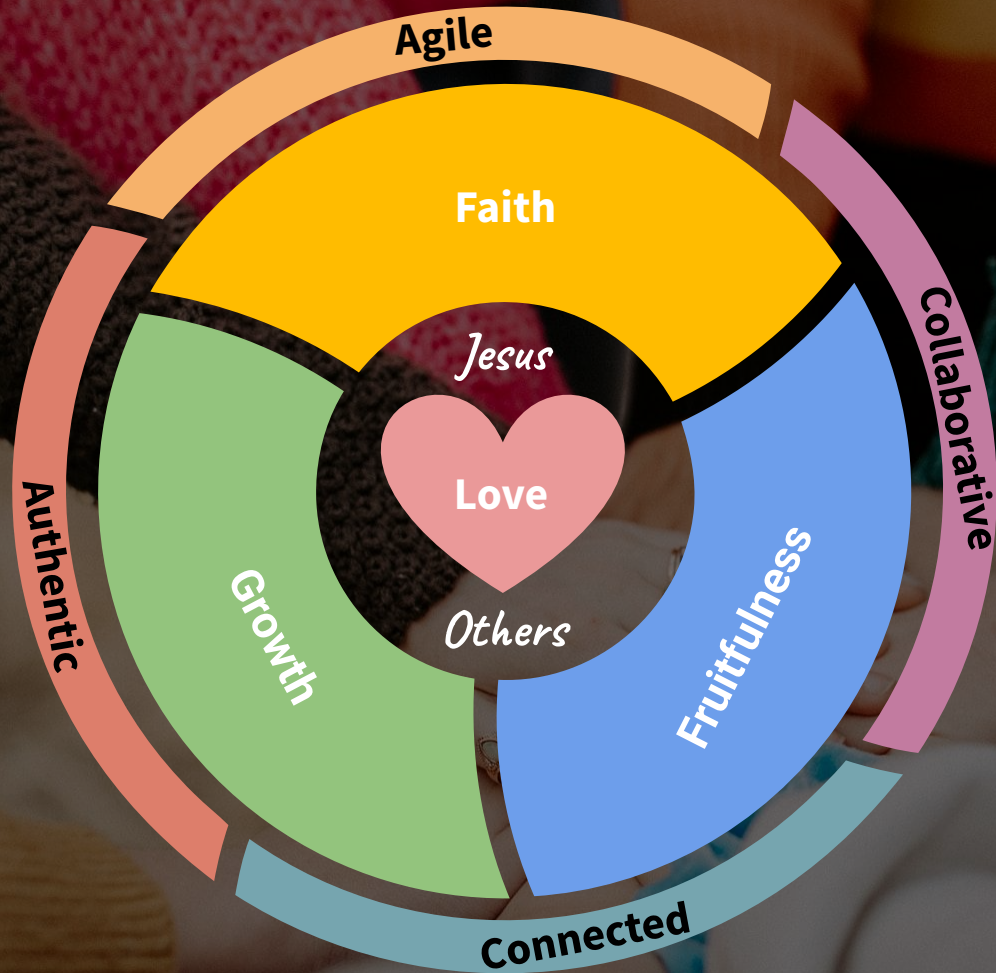 Agile
Faith
Collaborative
Jesus
Love
Authentic
Growth
Fruitfulness
Others
Connected